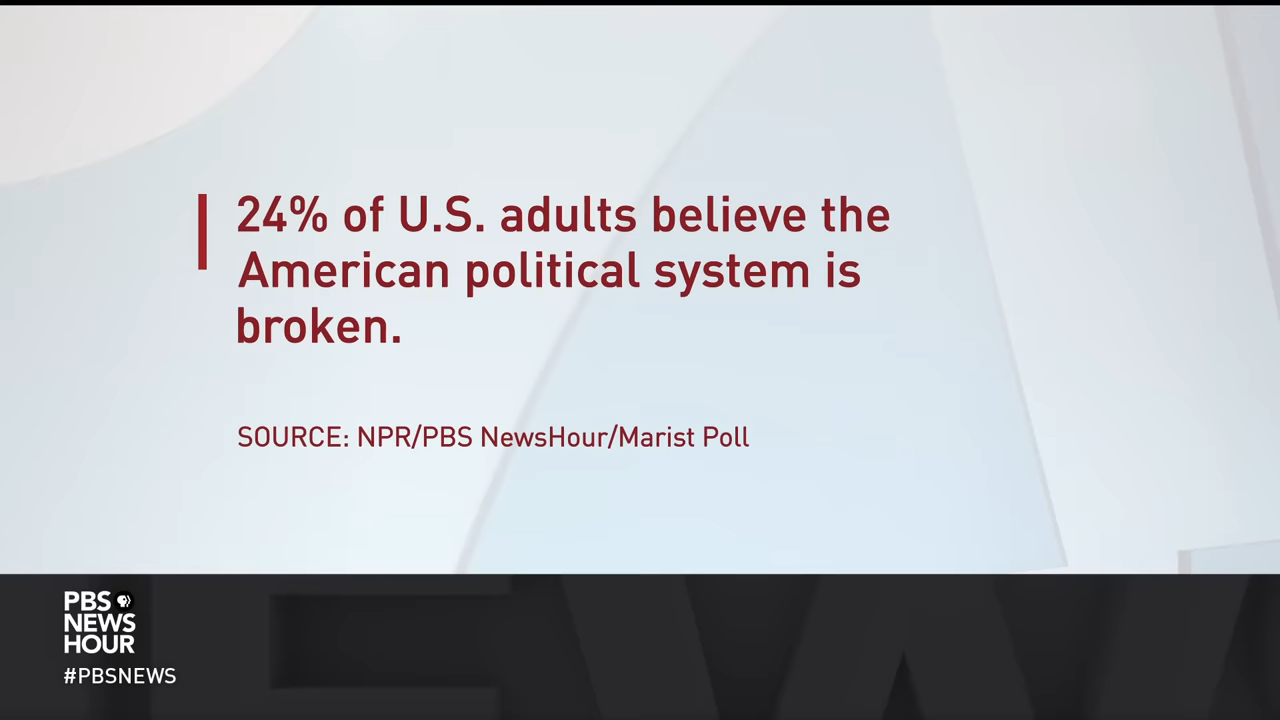 24% of U.S. adults believe the
American political system is
broken.
SOURCE: NPR/PBS NewsHour/Marist Poll
PBS
NEWS
HOUR
#PBSNEWS